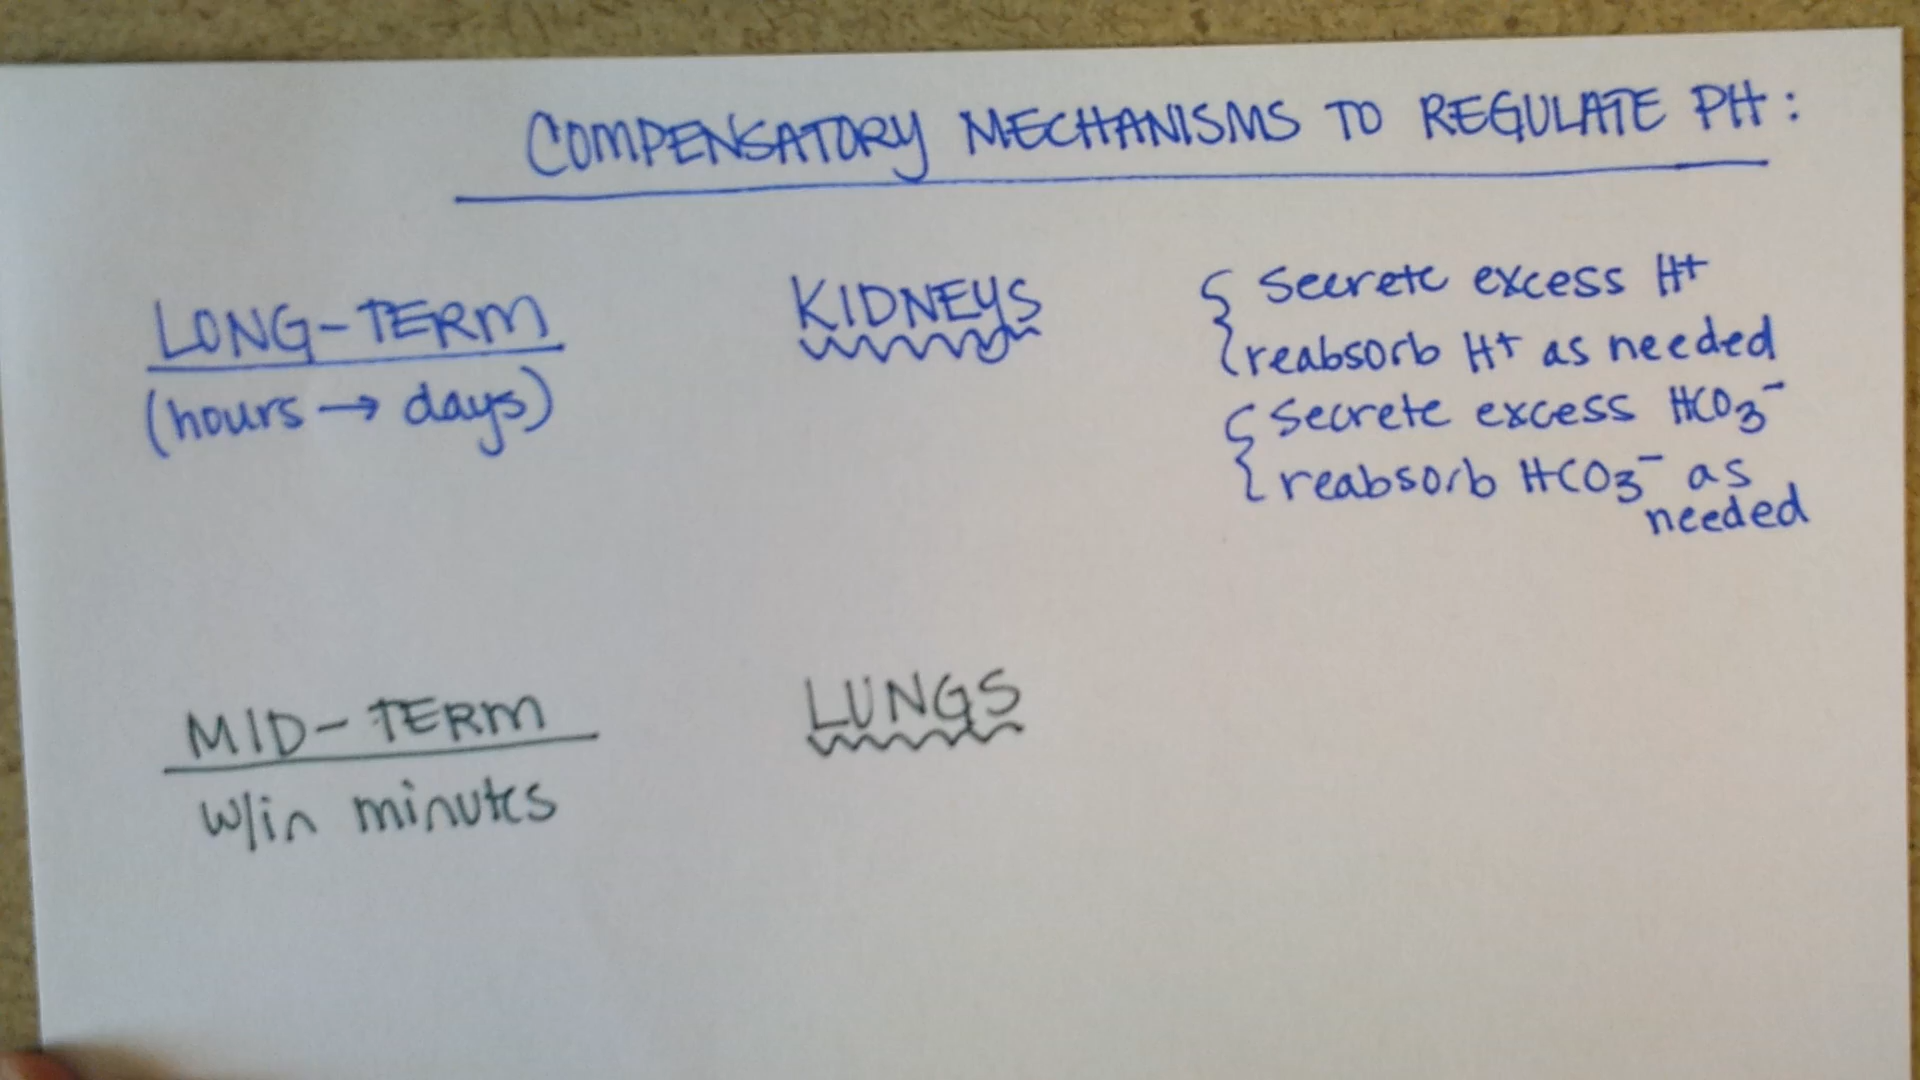 COMPENSATORY MECHANISMS TO REGULATE PH:
LONG-TERM
(hours → days)
KIDNEYS
{ Secrete excess H+
reabsorb H+ as needed
{ Secrete excess HCO3⁻
reabsorb HCO3⁻ as
needed
MID-TERM
w/in minutes
LUNGS